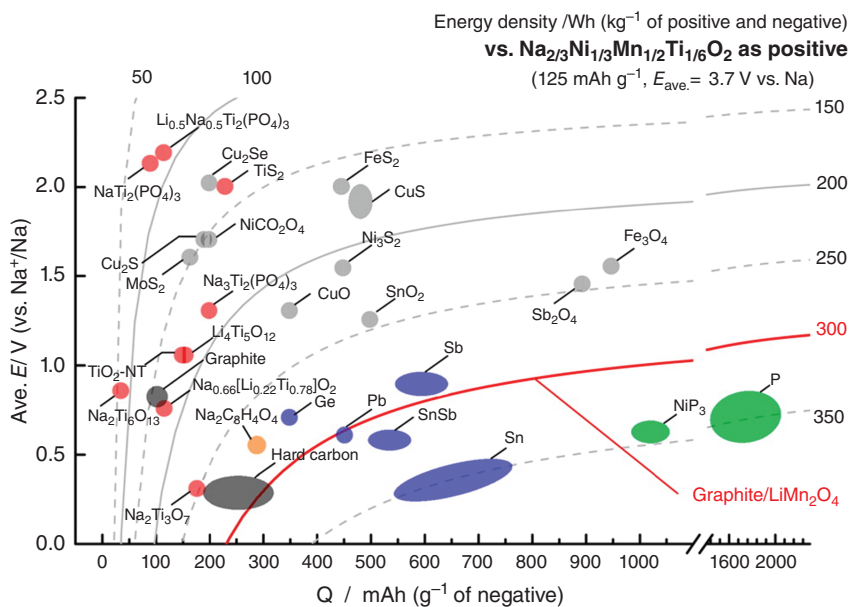 Energy density /Wh (kg⁻¹ of positive and negative)
vs. Na₂/₃Ni₁/₃Mn₁/₂Ti₁/₆O₂ as positive
(125 mAh g⁻¹, Eave.= 3.7 V vs. Na)
50
100
2.5
2.0
1.5
1.0
0.5
0.0
Ave. E/ V (vs. Na⁺/Na)
150
200
250
300
350
Li₀.₅Na₀.₅Ti₂(PO₄)₃
NaTi₂(PO₄)₃
Cu₂Se
TiS₂
FeS₂
CuS
NiCO₂O₄
Cu₂S
MoS₂
Ni₃S₂
Fe₃O₄
Na₃Ti₂(PO₄)₃
CuO
SnO₂
Sb₂O₄
Li₄Ti₅O₁₂
TiO₂-NT
Graphite
Sb
Na₀.₆₆[Li₀.₂₂Ti₀.₇₈]O₂
Na₂Ti₆O₁₃
Na₂C₈H₄O₄
Ge
Pb
SnSb
NiP₃
P
Hard carbon
Sn
Na₂Ti₃O₇
Graphite/LiMn₂O₄
0
100
200
300
400
500
600
700
800
900
1000
1600
2000
Q / mAh (g⁻¹ of negative)